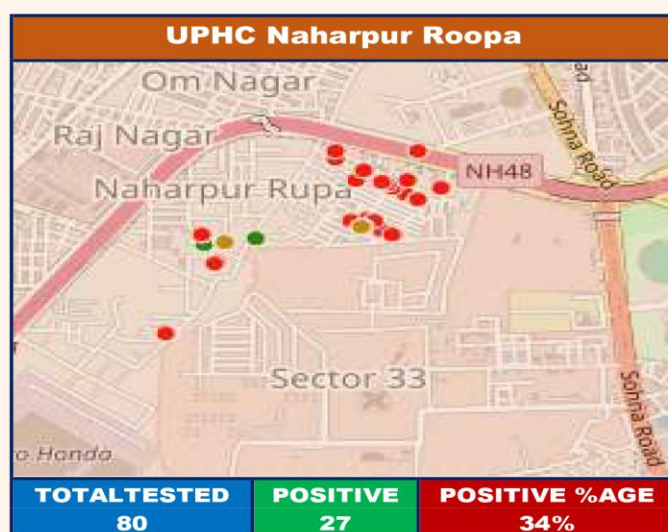 UPHC Naharpur Roopa
Om Nagar
Raj Nagar
Sohna Road
NH48
Naharpur Rupa
Sector 33
Sohna Road
ro Honda
TOTALTESTED POSITIVE POSITIVE %AGE
80 27 34%